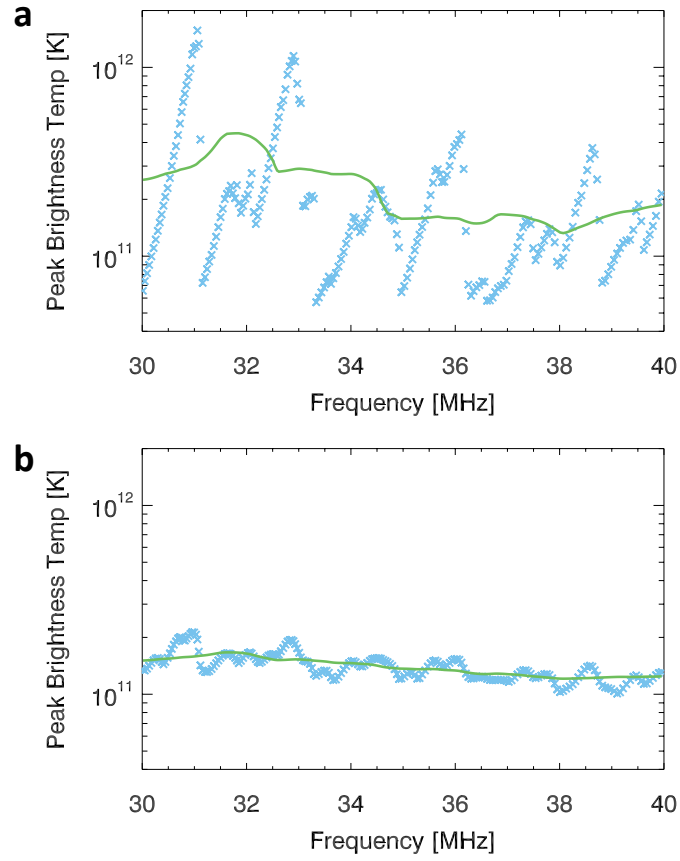 a
Peak Brightness Temp [K]
10¹²
10¹¹
30 32 34 36 38 40
Frequency [MHz]
b
Peak Brightness Temp [K]
10¹²
10¹¹
30 32 34 36 38 40
Frequency [MHz]